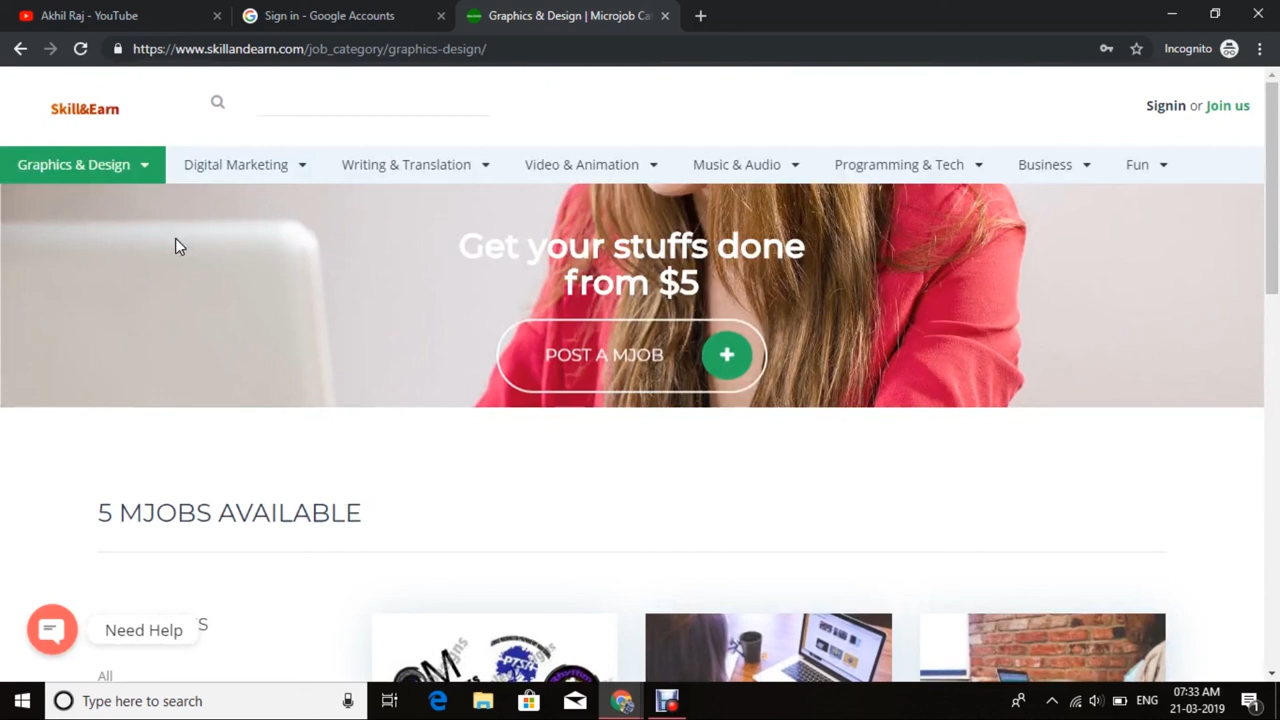 Akhil Raj - YouTube
Sign in - Google Accounts
Graphics & Design | Microjob Ca
https://www.skillandearn.com/job_category/graphics-design/
Incognito
Skill&Earn
Signin or Join us
Graphics & Design
Digital Marketing
Writing & Translation
Video & Animation
Music & Audio
Programming & Tech
Business
Fun
Get your stuffs done
from $5
POST A MJOB
5 MJOBS AVAILABLE
S
Need Help
All
PTSR
Type here to search
ENG
07:33 AM
21-03-2019